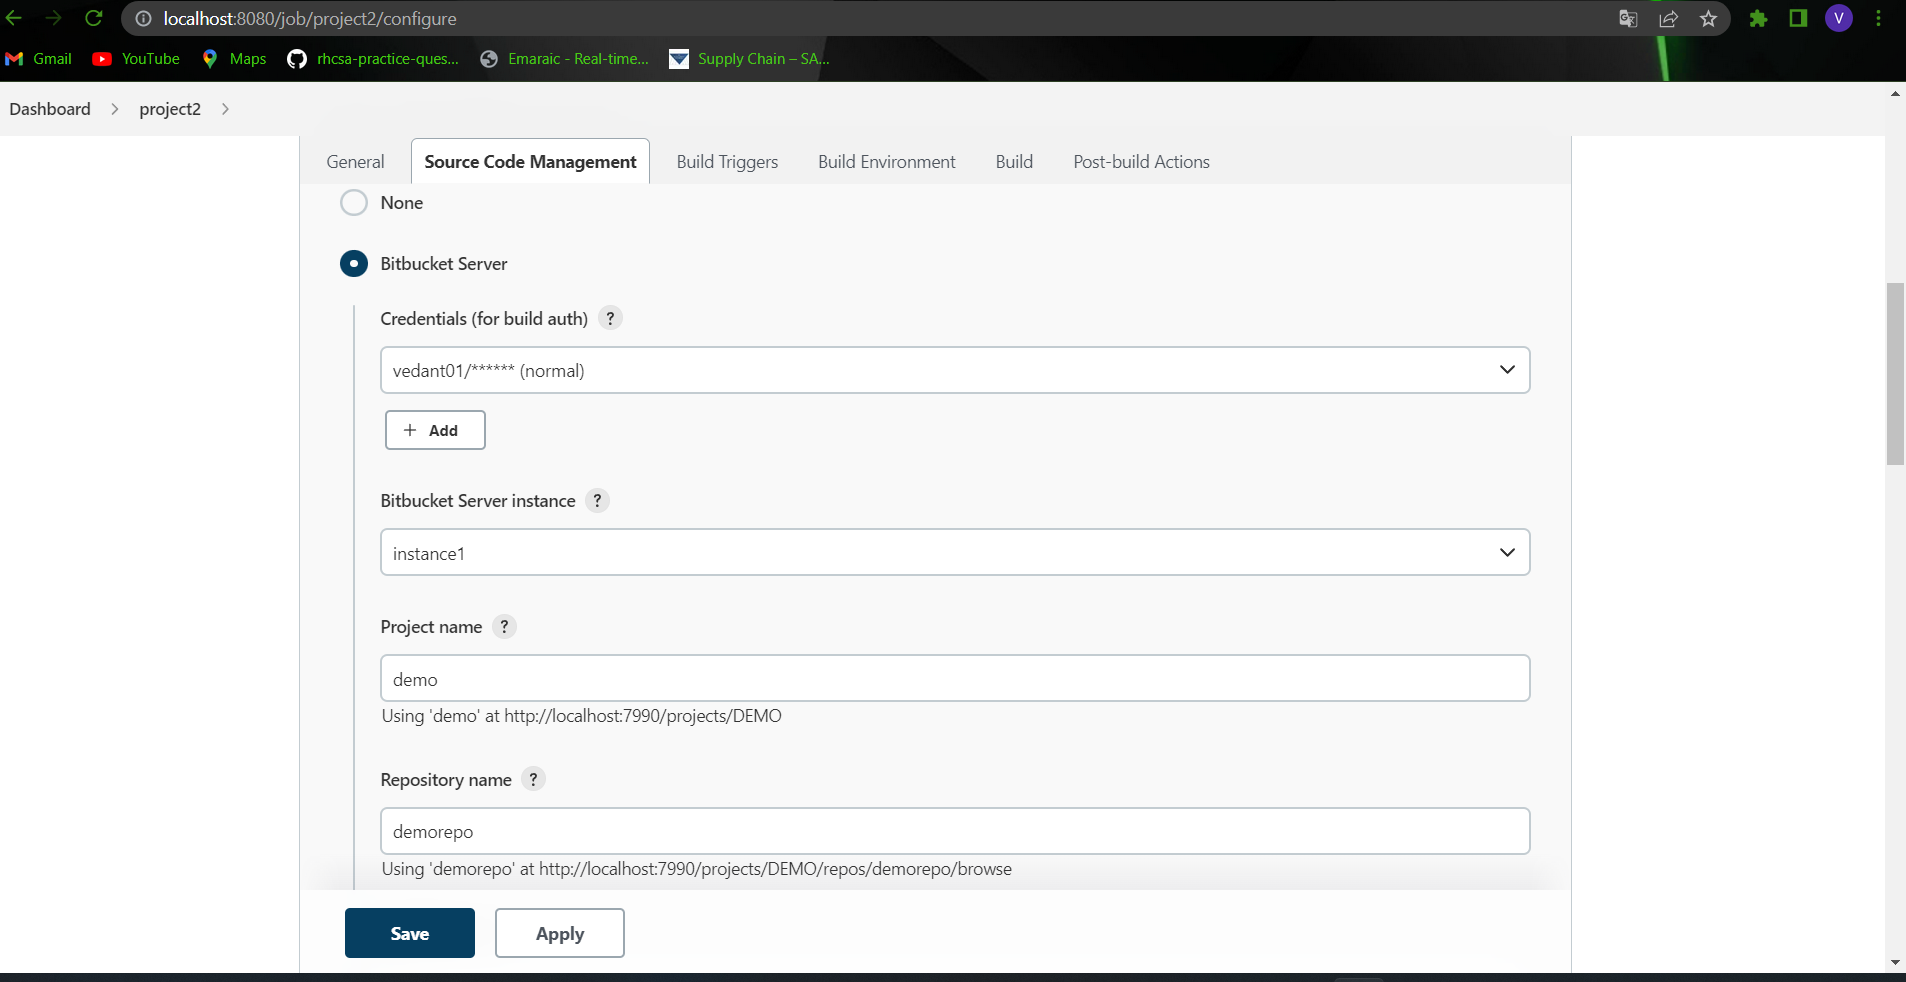 localhost:8080/job/project2/configure
V
Gmail YouTube Maps rhcsa-practice-ques... Emaraic - Real-time... Supply Chain – SA...
Dashboard > project2 >
General Source Code Management Build Triggers Build Environment Build Post-build Actions
None
Bitbucket Server
Credentials (for build auth) ?
vedant01/****** (normal)
+ Add
Bitbucket Server instance ?
instance1
Project name ?
demo
Using 'demo' at http://localhost:7990/projects/DEMO
Repository name ?
demorepo
Using 'demorepo' at http://localhost:7990/projects/DEMO/repos/demorepo/browse
Save Apply